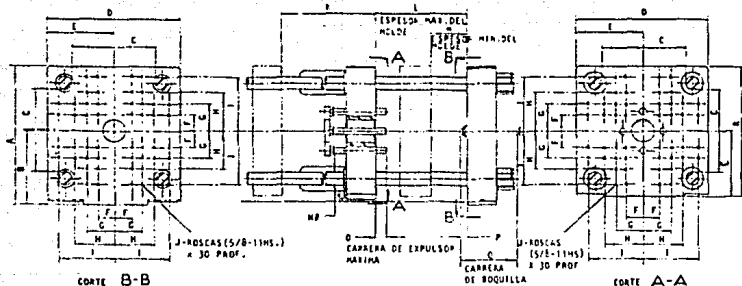 D
E
C
ESPESOR MAX. DEL
MOLDE
L
ESPESOR MIN. DEL
MOLDE
D
E
C
A
B
A
B
C
A
B
H
G
F
F
G
H
I
J-ROSCAS (5/8-11HS.)
x 30 PROF.
F F
G G
H H
CORTE B-B
A
B
O
CARRERA DE EXPULSOR
MAXIMA
P
Q
CARRERA
DE BOQUILLA
J-ROSCAS
(5/8-11HS)
x 30 PROF
F F
G G
H H
I I
CORTE A-A